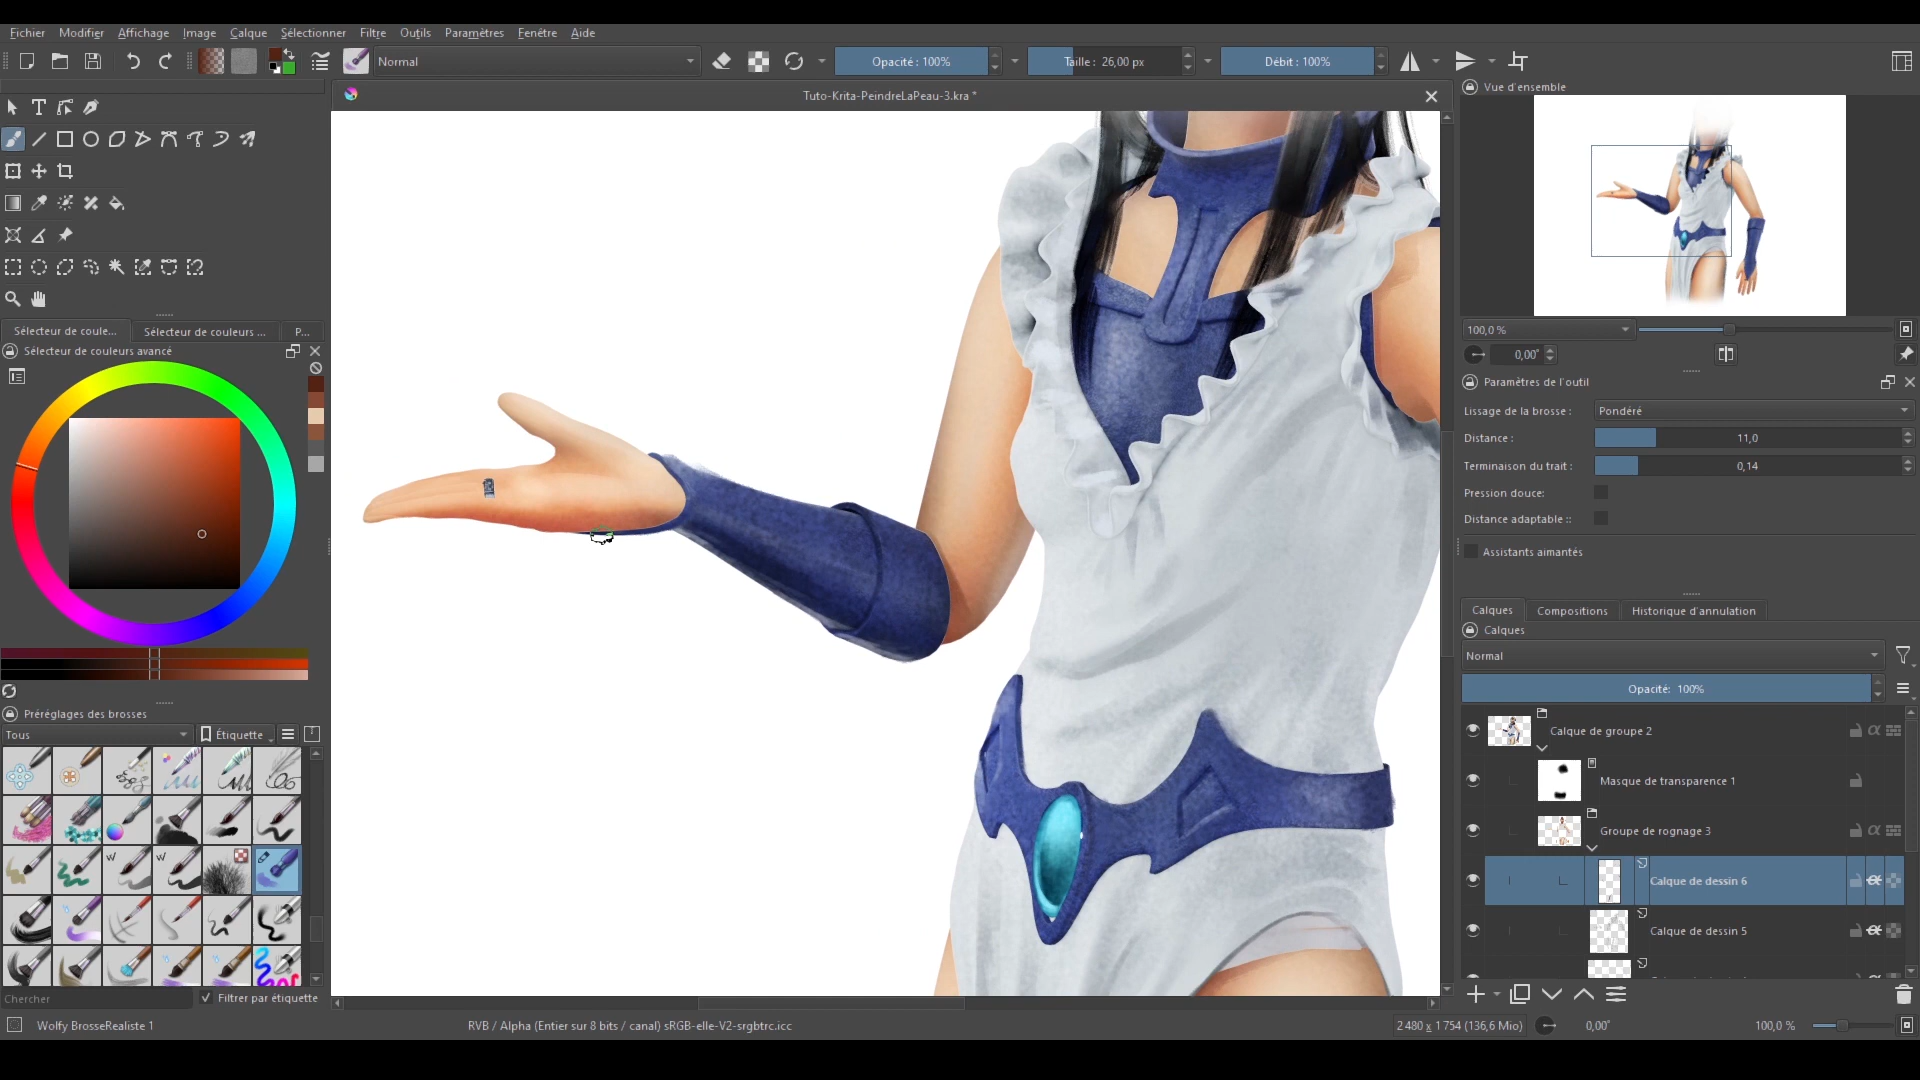 Fichier Modifier Affichage Image Calque Sélectionner Filtre Outils Paramètres Fenêtre Aide
Normal
Opacité : 100%
Taille : 26,00 px
Débit : 100%
Tuto-Krita-PeindreLaPeau-3.kra *
Vue d'ensemble
100,0 %
0,00°
Sélecteur de coule...
Sélecteur de couleurs ...
P...
Sélecteur de couleurs avancé
Paramètres de l'outil
Lissage de la brosse :
Pondéré
Distance :
11,0
Terminaison du trait :
0,14
Pression douce:
Distance adaptable ::
Assistants aimantés
Calques
Compositions
Historique d'annulation
Calques
Normal
Opacité: 100%
Calque de groupe 2
Masque de transparence 1
Groupe de rognage 3
Calque de dessin 6
Calque de dessin 5
Préréglages des brosses
Tous
Étiquette
Chercher
Filtrer par étiquette
Wolfy BrosseRealiste 1
RVB / Alpha (Entier sur 8 bits / canal) sRGB-elle-V2-srgbtrc.icc
2 480 x 1 754 (136,6 Mio)
0,00°
100,0 %